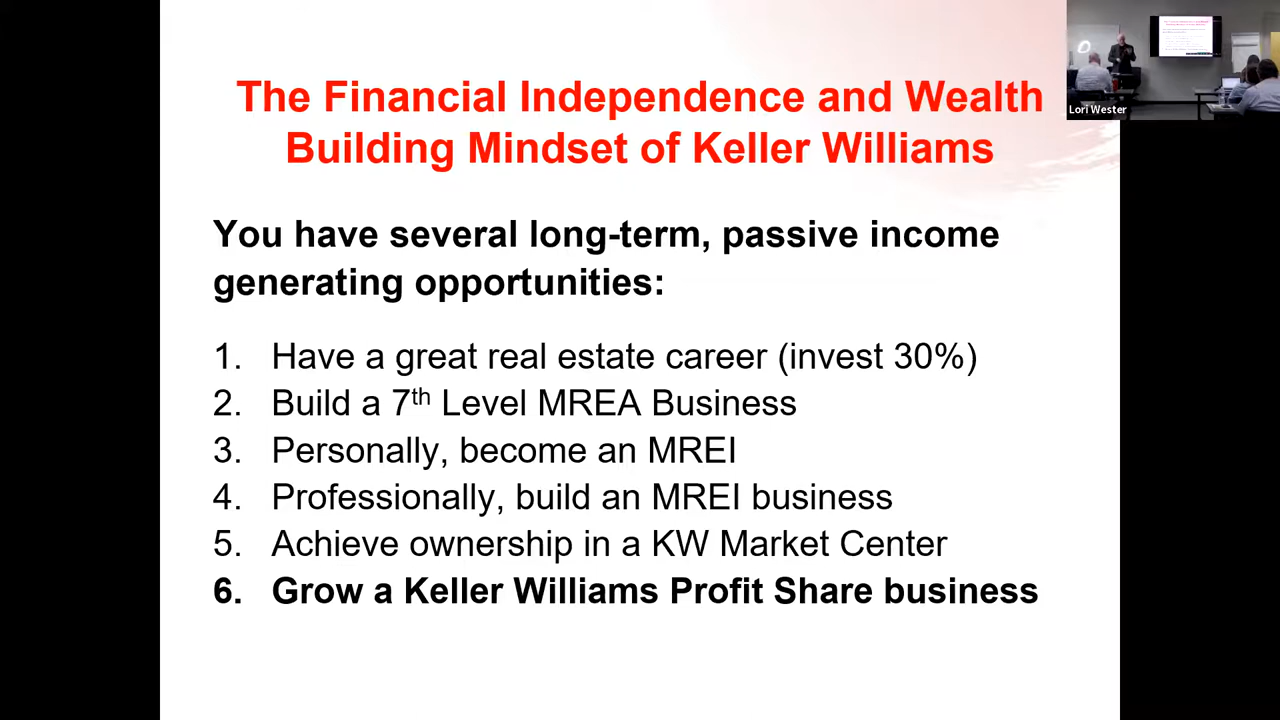 The Financial Independence and Wealth
Building Mindset of Keller Williams
Lori Wester
You have several long-term, passive income
generating opportunities:
1. Have a great real estate career (invest 30%)
2. Build a 7th Level MREA Business
3. Personally, become an MREI
4. Professionally, build an MREI business
5. Achieve ownership in a KW Market Center
6. Grow a Keller Williams Profit Share business